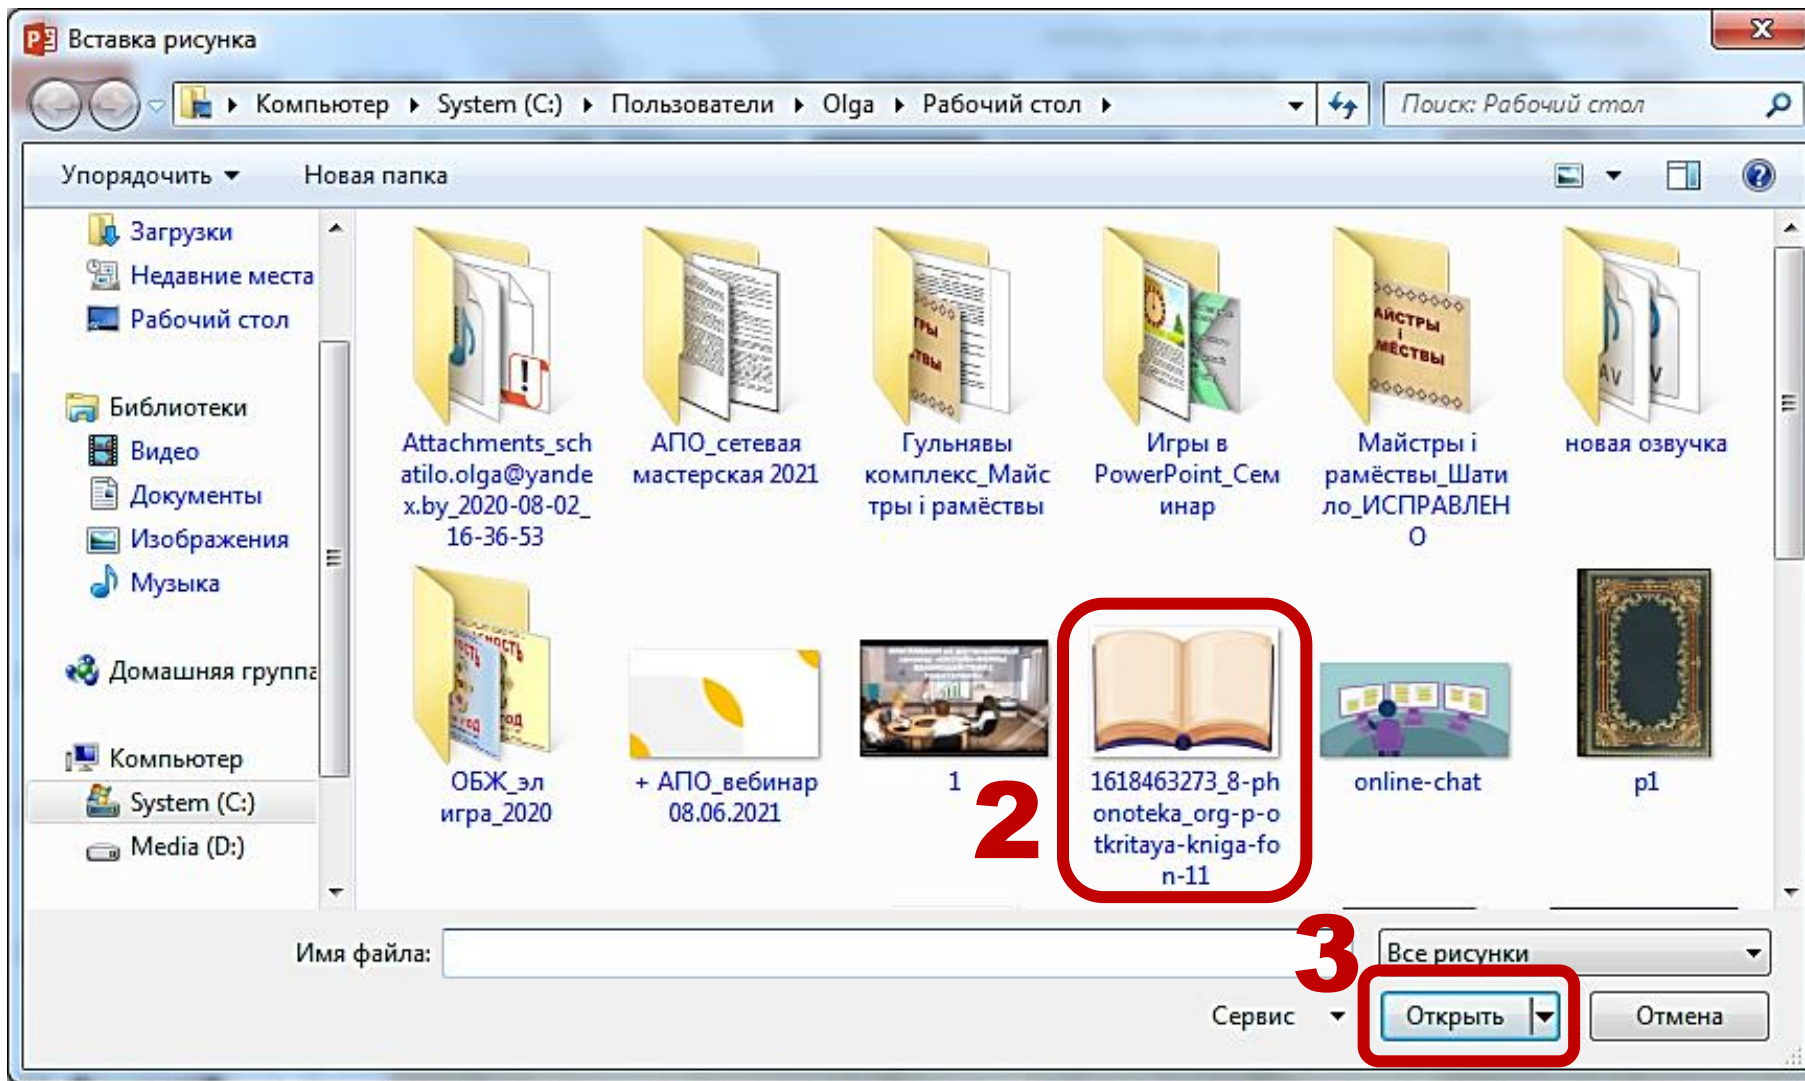 Вставка рисунка
Компьютер System (C:) Пользователи Olga Рабочий стол
Поиск: Рабочий стол
Упорядочить
Новая папка
Загрузки
Недавние места
Рабочий стол
Библиотеки
Видео
Документы
Изображения
Музыка
Домашняя группа
Компьютер
System (C:)
Media (D:)
АЙСТРЫ
і
МЁСТВЫ
Attachments_sch
atilo.olga@yande
x.by_2020-08-02_
16-36-53
АПО_сетевая
мастерская 2021
Гульнявы
комплекс_Майс
тры і рамёствы
Игры в
PowerPoint_Сем
инар
Майстры і
рамёствы_Шати
ло_ИСПРАВЛЕН
О
новая озвучка
ОБЖ_эл
игра_2020
+ АПО_вебинар
08.06.2021
1
2
1618463273_8-ph
onoteka_org-p-o
tkritaya-kniga-fo
n-11
online-chat
p1
Имя файла:
3
Все рисунки
Сервис
Открыть
Отмена